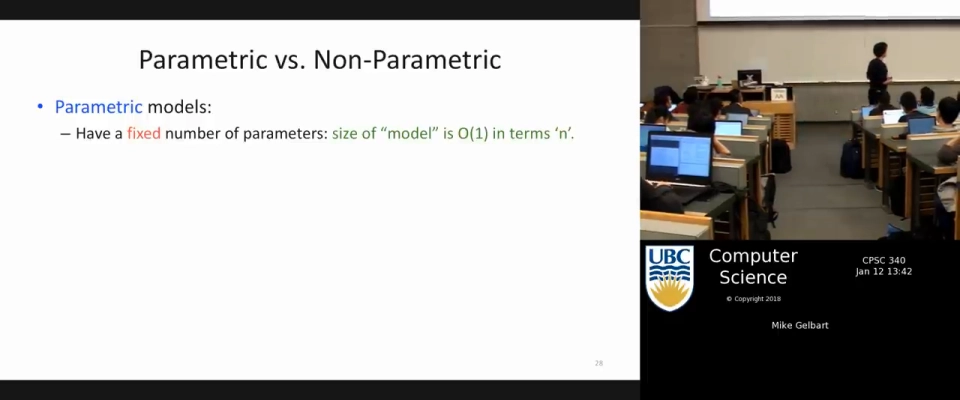 Parametric vs. Non-Parametric
• Parametric models:
– Have a fixed number of parameters: size of “model” is O(1) in terms ‘n’.
78
UBC
Computer
Science
© Copyright 2018
CPSC 340
Jan 12 13:42
Mike Gelbart